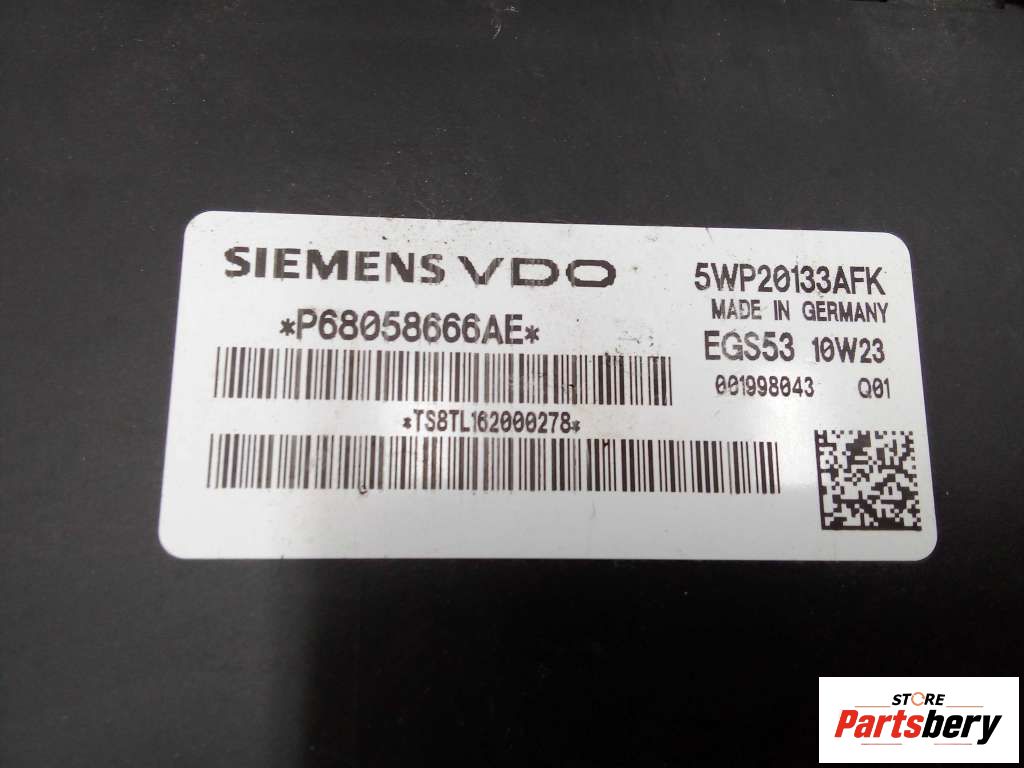 SIEMENS VDO
*P68058666AE*
*TS8TL162000278*
5WP20133AFK
MADE IN GERMANY
EGS53 10W23
001998043 Q01
STORE
Partsbery